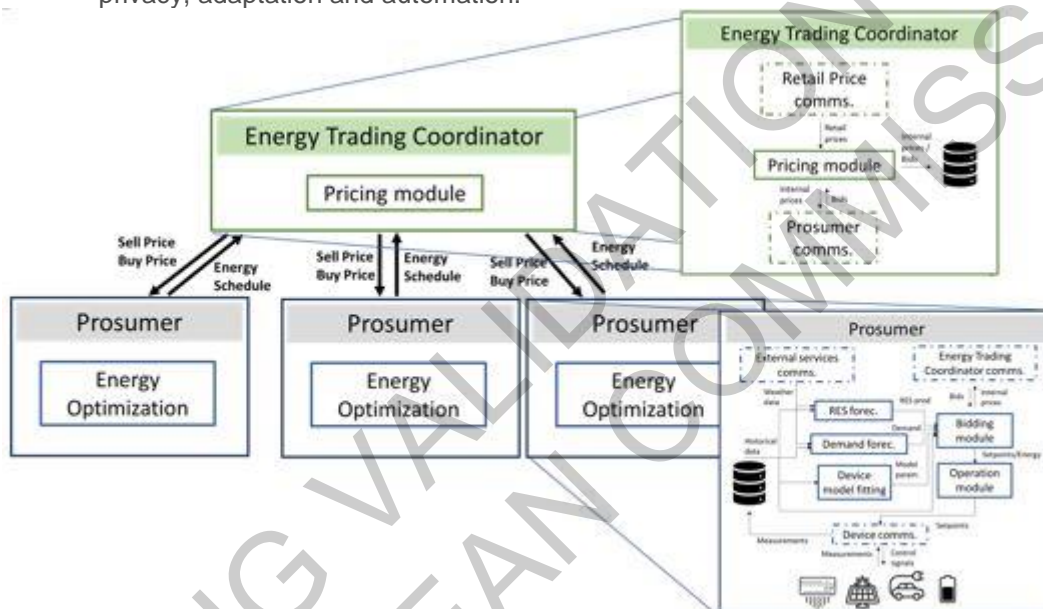 privacy, adaptation and automation.
Energy Trading Coordinator
Pricing module
Sell Price
Buy Price
Energy
Schedule
Sell Price
Buy Price
Energy
Schedule
Sell Price
Buy Price
Energy
Schedule
Prosumer
Energy
Optimization
Prosumer
Energy
Optimization
Prosumer
Energy
Optimization
Energy Trading Coordinator
Retail Price
comms.
Retail
prices
Pricing module
Internal
prices /
Bids
Internal
prices
Bids
Prosumer
comms.
Prosumer
External services
comms.
Energy Trading
Coordinator comms.
Weather
data
RES prod
Bids
Internal
prices
RES forec.
Demand
Bidding
module
Historical
data
Demand forec.
Setpoints/Energy
Device
model fitting
Model
param.
Operation
module
Setpoints
Device comms.
Measurements
Measurements
Control
signals
NG VALIDATION
EAN COMMISS